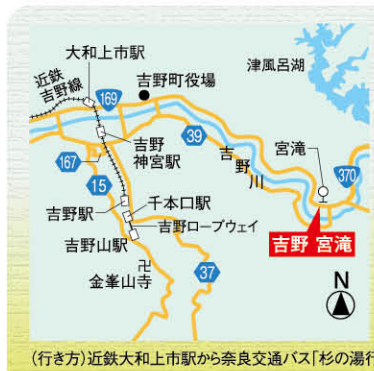 大和上市駅
近鉄
吉野線
169
吉野町役場
津風呂湖
39
吉野川
宮滝
370
吉野
神宮駅
167
15
千本口駅
吉野駅
吉野ロープウェイ
吉野山駅
吉野 宮滝
金峯山寺
37
N
(行き方)近鉄大和上市駅から奈良交通バス「杉の湯行